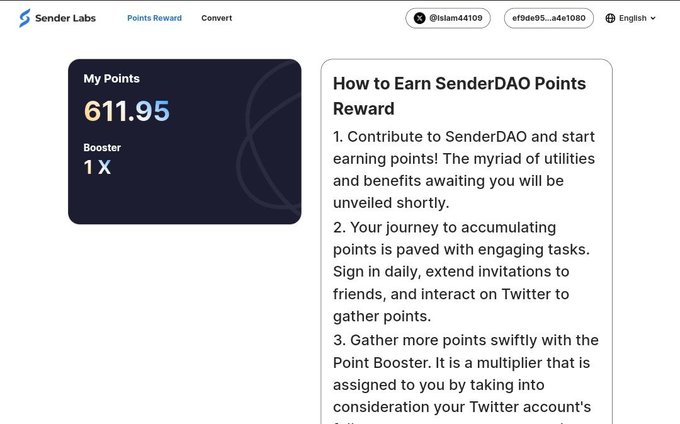 Sender Labs
Points Reward
Convert
@Islam44109
ef9de95...a4e1080
English
My Points
611.95
Booster
1 X
How to Earn SenderDAO Points
Reward
1. Contribute to SenderDAO and start
earning points! The myriad of utilities
and benefits awaiting you will be
unveiled shortly.
2. Your journey to accumulating
points is paved with engaging tasks.
Sign in daily, extend invitations to
friends, and interact on Twitter to
gather points.
3. Gather more points swiftly with the
Point Booster. It is a multiplier that is
assigned to you by taking into
consideration your Twitter account's